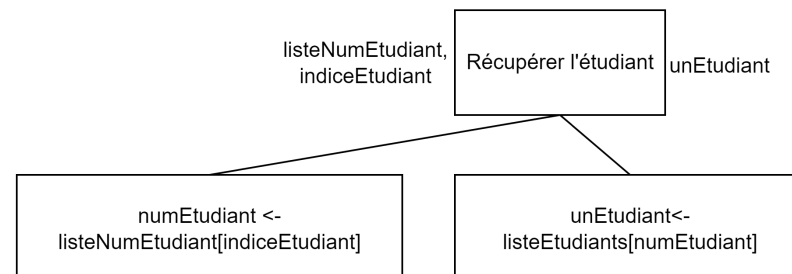 listeNumEtudiant,
indiceEtudiant
Récupérer l'étudiant
unEtudiant
numEtudiant <-
listeNumEtudiant[indiceEtudiant]
unEtudiant<-
listeEtudiants[numEtudiant]